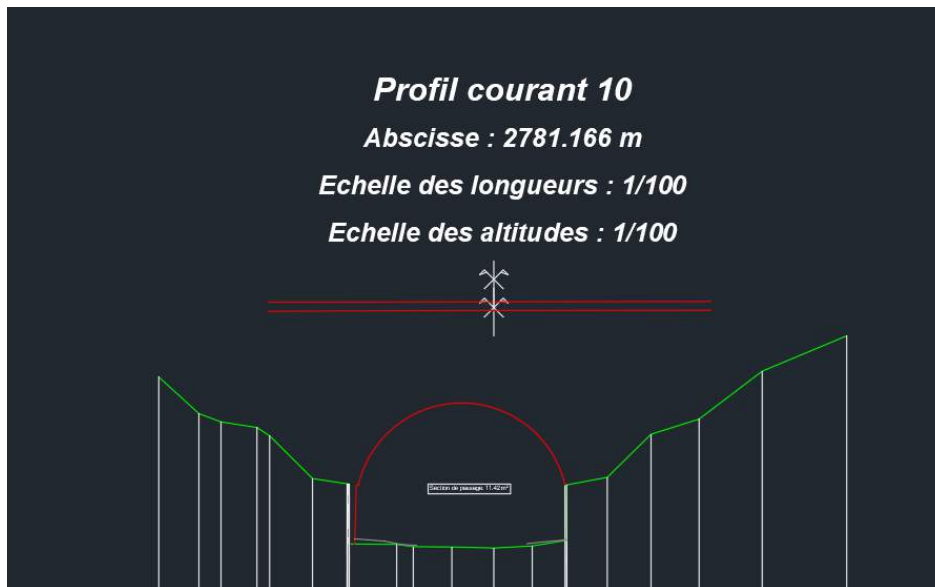 Profil courant 10
Abscisse : 2781.166 m
Echelle des longueurs : 1/100
Echelle des altitudes : 1/100
Section de passage: 11.42m²